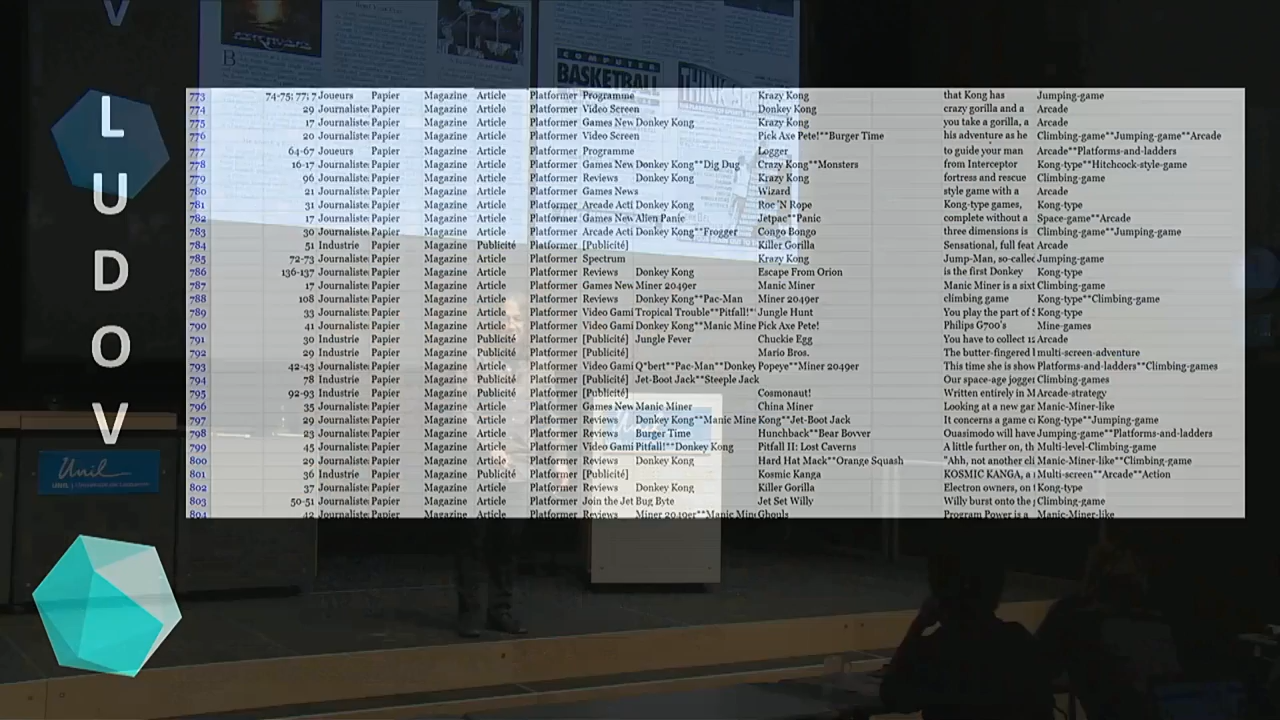 V
L
U
D
O
V
COMPUTER
BASKETBALL
THINK
Unil
773 74-75; 77; 7 Joueurs Papier Magazine Article Platformer Programme Krazy Kong that Kong has Jumping-game
774 29 Journaliste Papier Magazine Article Platformer Video Screen Donkey Kong crazy gorilla and a Arcade
775 17 Journaliste Papier Magazine Article Platformer Games New Donkey Kong Krazy Kong you take a gorilla, a Arcade
776 20 Journaliste Papier Magazine Article Platformer Video Screen Pick Axe Pete!**Burger Time his adventure as he Climbing-game**Jumping-game**Arcade
777 64-67 Joueurs Papier Magazine Article Platformer Programme Logger to guide your man Arcade**Platforms-and-ladders
778 16-17 Journaliste Papier Magazine Article Platformer Games New Donkey Kong**Dig Dug Crazy Kong**Monsters from Interceptor Kong-type**Hitchcock-style-game
779 96 Journaliste Papier Magazine Article Platformer Reviews Donkey Kong Krazy Kong fortress and rescue Climbing-game
780 21 Journaliste Papier Magazine Article Platformer Games News Wizard style game with a Arcade
781 31 Journaliste Papier Magazine Article Platformer Arcade Acti Donkey Kong Roc 'N Rope Kong-type games, Arcade
782 17 Journaliste Papier Magazine Article Platformer Games New Alien Panic Jetpac**Panic complete without a Space-game**Arcade
783 30 Journaliste Papier Magazine Article Platformer Arcade Acti Donkey Kong**Frogger Congo Bongo three dimensions is Climbing-game**Jumping-game
784 51 Industrie Papier Magazine Publicité Platformer [Publicité] Killer Gorilla Sensational, full feat Arcade
785 72-73 Journaliste Papier Magazine Article Platformer Spectrum Krazy Kong Jump-Man, so-called Jumping-game
786 136-137 Journaliste Papier Magazine Article Platformer Reviews Donkey Kong Escape From Orion is the first Donkey Kong-type
787 17 Journaliste Papier Magazine Article Platformer Games New Miner 2049er Manic Miner Manic Miner is a sixt Climbing-game
788 108 Journaliste Papier Magazine Article Platformer Reviews Donkey Kong**Pac-Man Miner 2049er climbing game Kong-type**Climbing-game
789 33 Journaliste Papier Magazine Article Platformer Video Gami Tropical Trouble**Pitfall!* Jungle Hunt You play the part of Kong-type
790 41 Journaliste Papier Magazine Article Platformer Video Gami Donkey Kong**Manic Mine Pick Axe Pete! Philips G700's Mine-games
791 30 Industrie Papier Magazine Publicité Platformer [Publicité] Jungle Fever Chuckie Egg You have to collect 12 Arcade
792 29 Industrie Papier Magazine Publicité Platformer [Publicité] Mario Bros. The butter-fingered l multi-screen-adventure
793 42-43 Journaliste Papier Magazine Article Platformer Video Gami Q*bert**Pac-Man**Donkey Popeye**Miner 2049er This time she is show Platforms-and-ladders**Climbing-games
794 78 Industrie Papier Magazine Publicité Platformer [Publicité] Jet-Boot Jack**Steeple Jack Our space-age jogger Climbing-games
795 92-93 Industrie Papier Magazine Publicité Platformer [Publicité] Cosmonaut! Written entirely in M Arcade-strategy
796 35 Journaliste Papier Magazine Article Platformer Games New Manic Miner China Miner Looking at a new gar Manic-Miner-like
797 29 Journaliste Papier Magazine Article Platformer Reviews Donkey Kong**Manic Mine Kong**Jet-Boot Jack It concerns a game c Kong-type**Jumping-game
798 23 Journaliste Papier Magazine Article Platformer Reviews Burger Time Hunchback**Bear Bovver Quasimodo will have Jumping-game**Platforms-and-ladders
799 45 Journaliste Papier Magazine Article Platformer Video Gami Pitfall!**Donkey Kong Pitfall II: Lost Caverns A little further on, th Multi-level-Climbing-game
800 29 Journaliste Papier Magazine Article Platformer Reviews Donkey Kong Hard Hat Mack**Orange Squash "Ah, not another cli Manic-Miner-like**Climbing-game
801 36 Industrie Papier Magazine Publicité Platformer [Publicité] Kosmic Kanga KOSMIC KANGA, a Multi-screen**Arcade**Action
802 37 Journaliste Papier Magazine Article Platformer Reviews Donkey Kong Killer Gorilla Electron owners, on Kong-type
803 50-51 Journaliste Papier Magazine Article Platformer Join the Jet Bug Byte Jet Set Willy Willy burst onto the Climbing-game
804 42 Journaliste Papier Magazine Article Platformer Reviews Miner 2049er**Manic Min Ghouls Program Power is a Manic-Miner-like